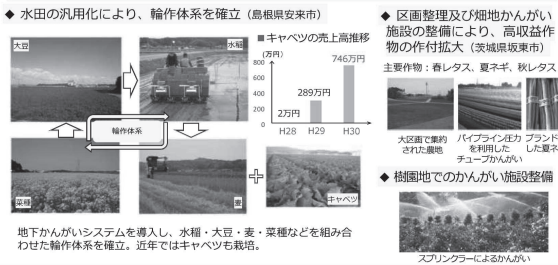 ◆ 水田の汎用化により、輪作体系を確立（島根県安来市）
大豆
水稲
輪作体系
菜種
麦
キャベツ
■ キャベツの売上高推移
(万円)
800
600
400
200
0
2万円
289万円
746万円
H28
H29
H30
地下かんがいシステムを導入し、水稲・大豆・麦・菜種などを組み合
わせた輪作体系を確立。近年ではキャベツも栽培。
◆ 区画整理及び畑地かんがい
施設の整備により、高収益作
物の作付拡大（茨城県坂東市）
主要作物：春レタス、夏ネギ、秋レタス
大区画で集約
された農地
パイプライン圧力
を利用した
チューブかんがい
ブランド
した夏ネ
◆ 樹園地でのかんがい施設整備
スプリンクラーによるかんがい